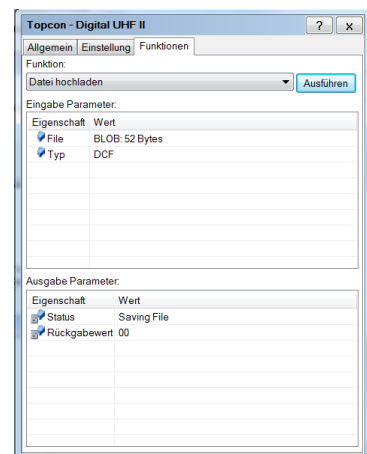 Topcon - Digital UHF II ? x
Allgemein Einstellung Funktionen
Funktion:
Datei hochladen Ausführen
Eingabe Parameter:
Eigenschaft Wert
File BLOB: 52 Bytes
Typ DCF
Ausgabe Parameter:
Eigenschaft Wert
Status Saving File
Rückgabewert 00